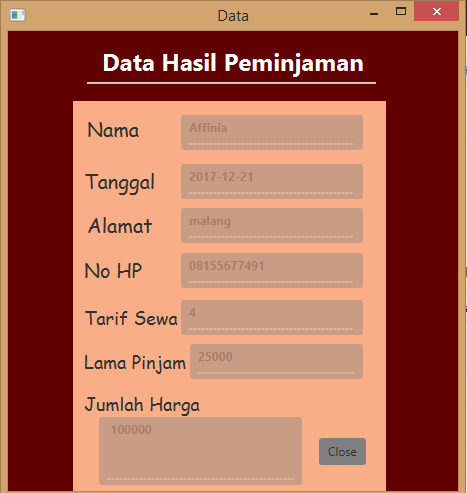 Data
Data Hasil Peminjaman
Nama Affinia
Tanggal 2017-12-21
Alamat malang
No HP 08155677491
Tarif Sewa 4
Lama Pinjam 25000
Jumlah Harga
100000
Close